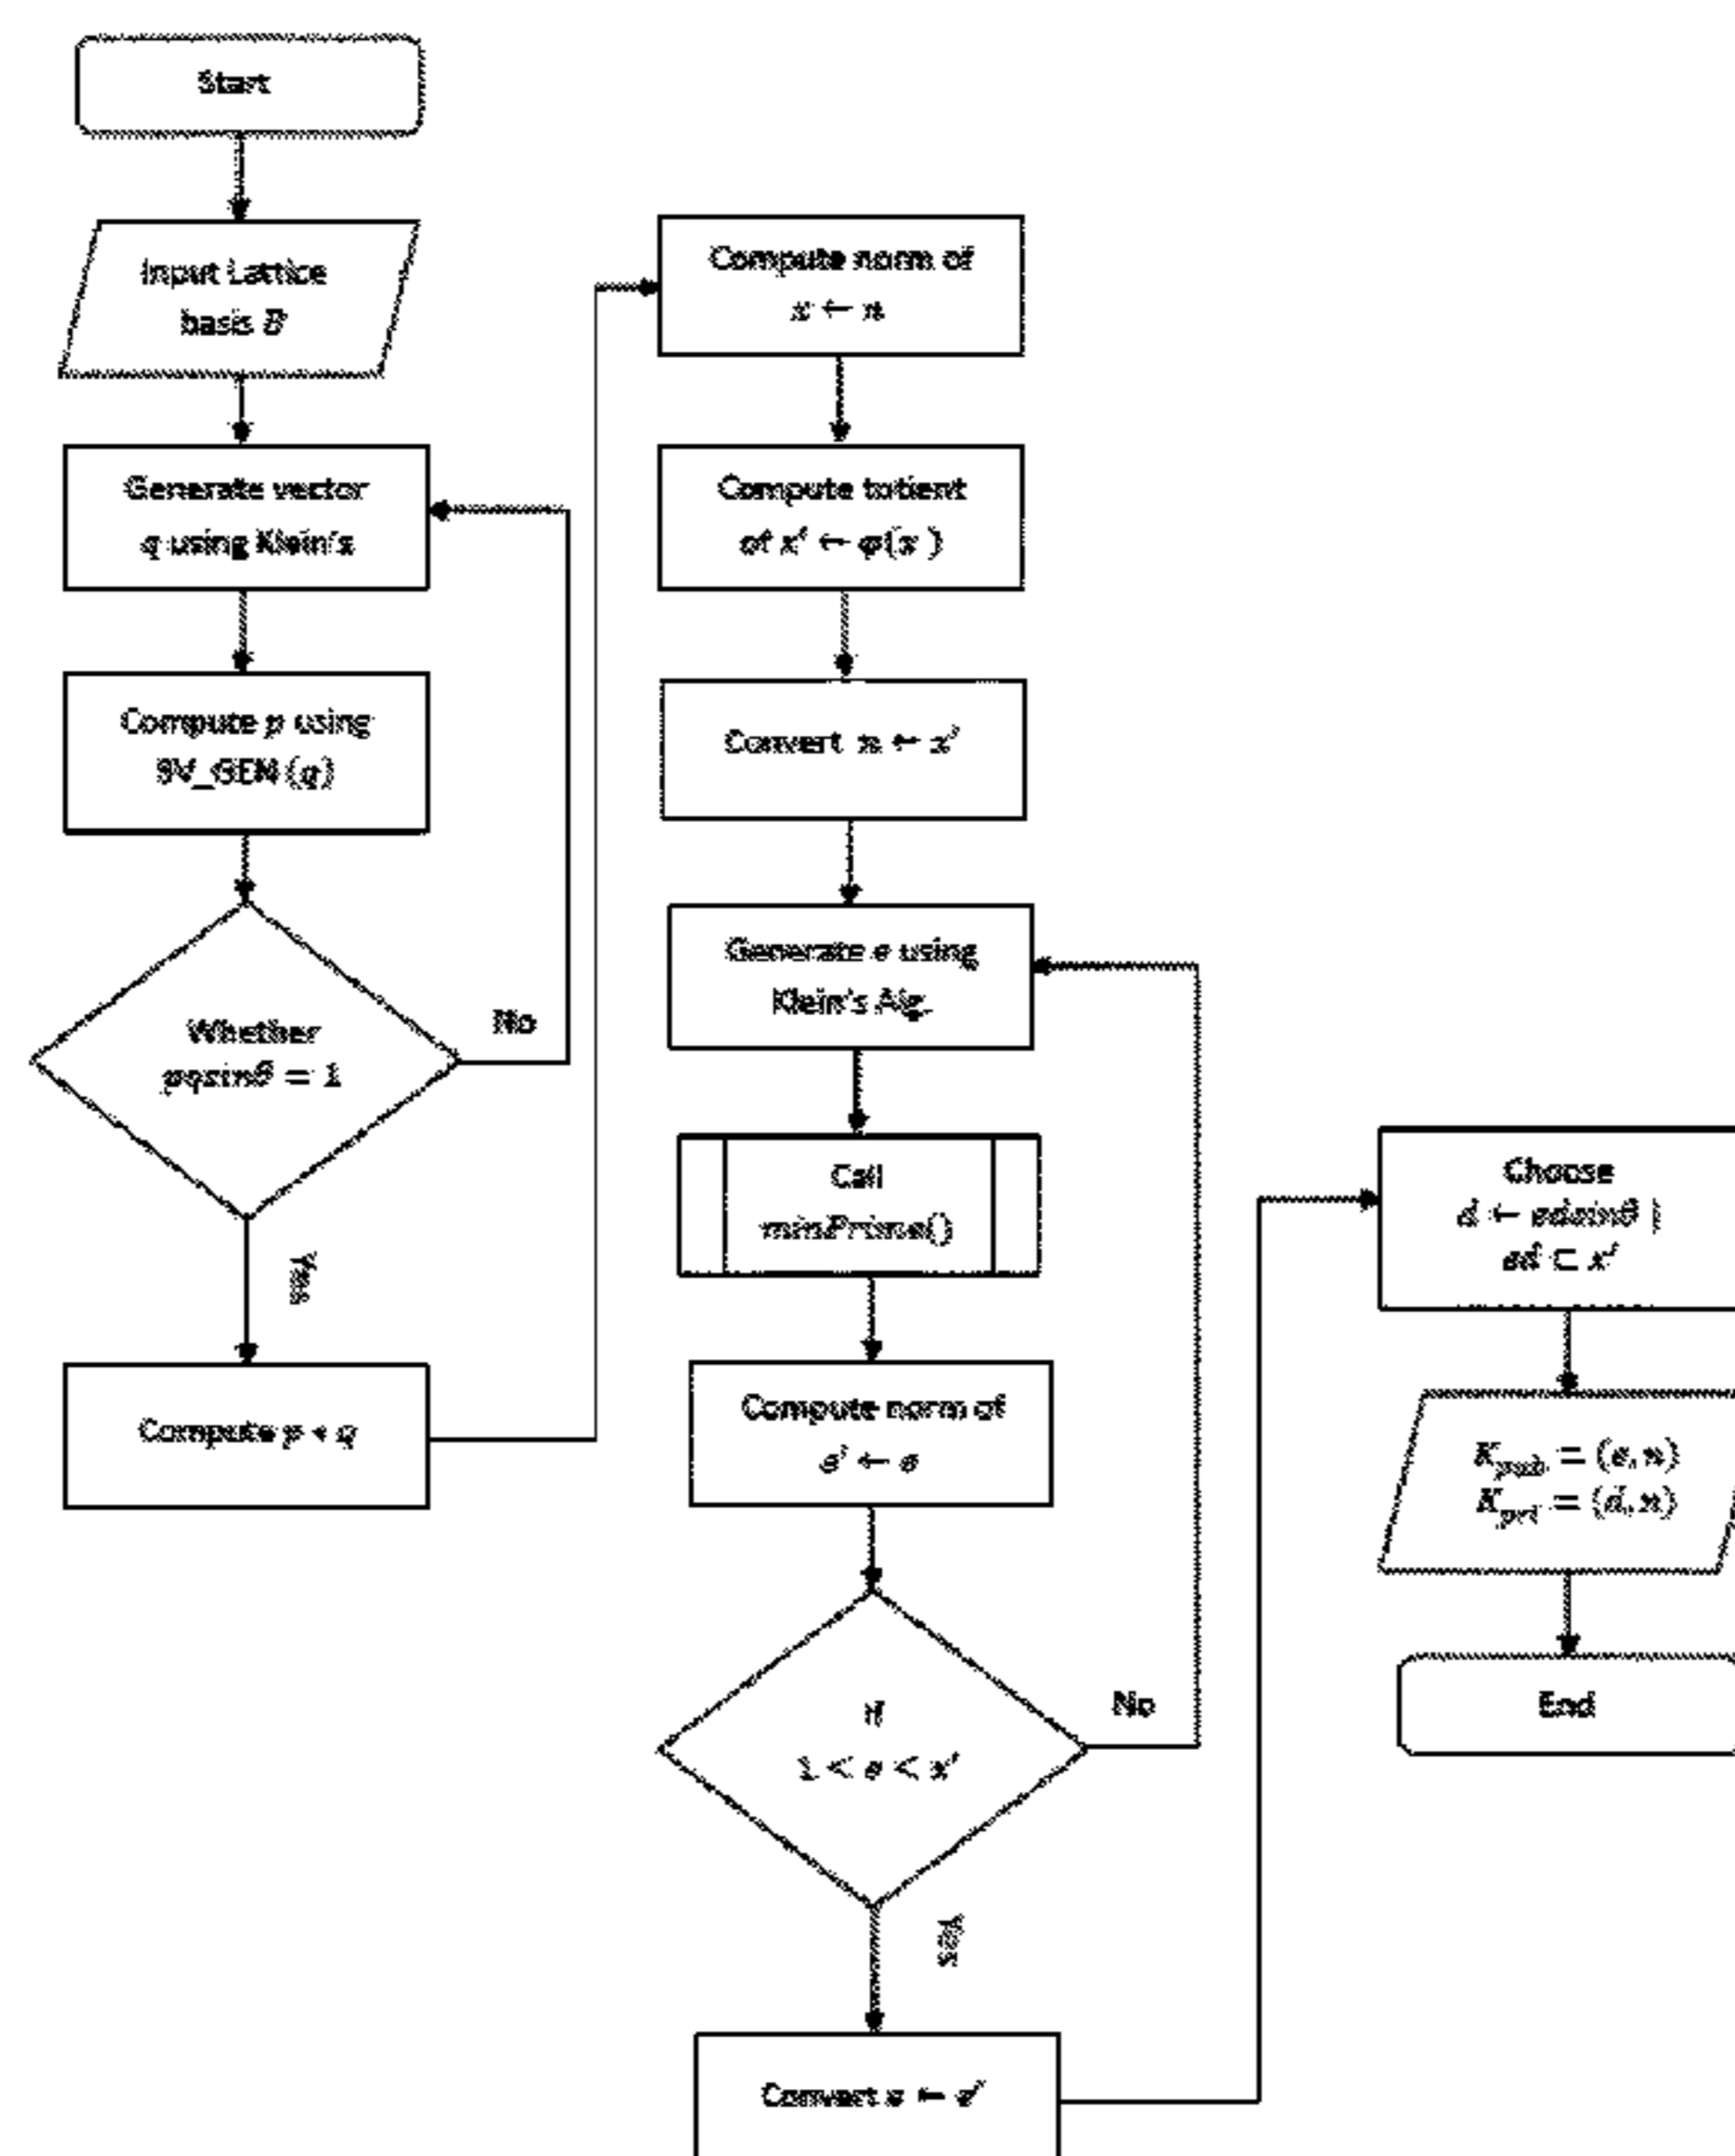 Start
Input Lattice
basis B
Generate vector
q using Klein's
Compute p using
SV_GEN (q)
Whether
pqsinθ = 1
No
Yes
Compute p
q
Compute norm of
x ← n
Compute totient
of x' ← φ(x )
Convert n ← x'
Generate e using
Klein's Alg.
Call
minPrime()
Compute norm of
e' ← e
If
1 < e < x'
No
Yes
Convert e ← e'
Choose
d ← edsinθ |
ed ⊂ x'
K_pub = (e, n)
K_pri = (d, n)
End